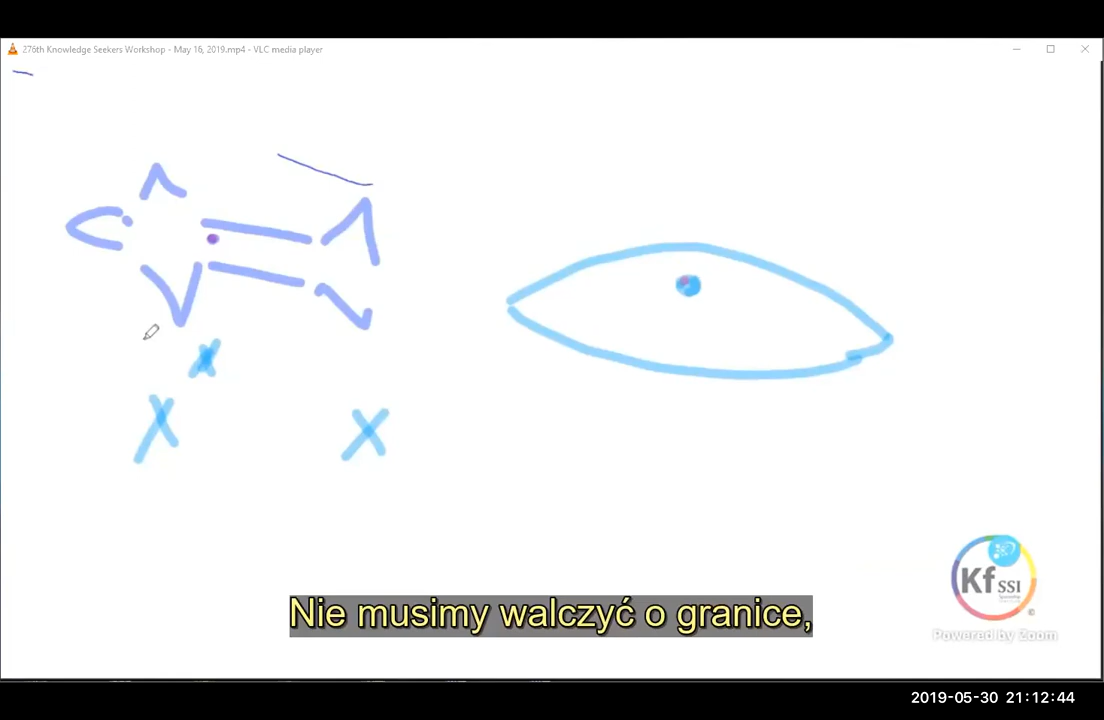 276th Knowledge Seekers Workshop - May 16, 2019.mp4 - VLC media player
X
X
X
Nie musimy walczyć o granice,
Kf SSI
©
Powered by Zoom
2019-05-30 21:12:44